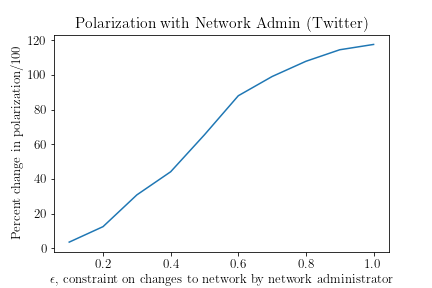 Polarization with Network Admin (Twitter)
Percent change in polarization/100
120
100
80
60
40
20
0
0.2 0.4 0.6 0.8 1.0
ϵ, constraint on changes to network by network administrator